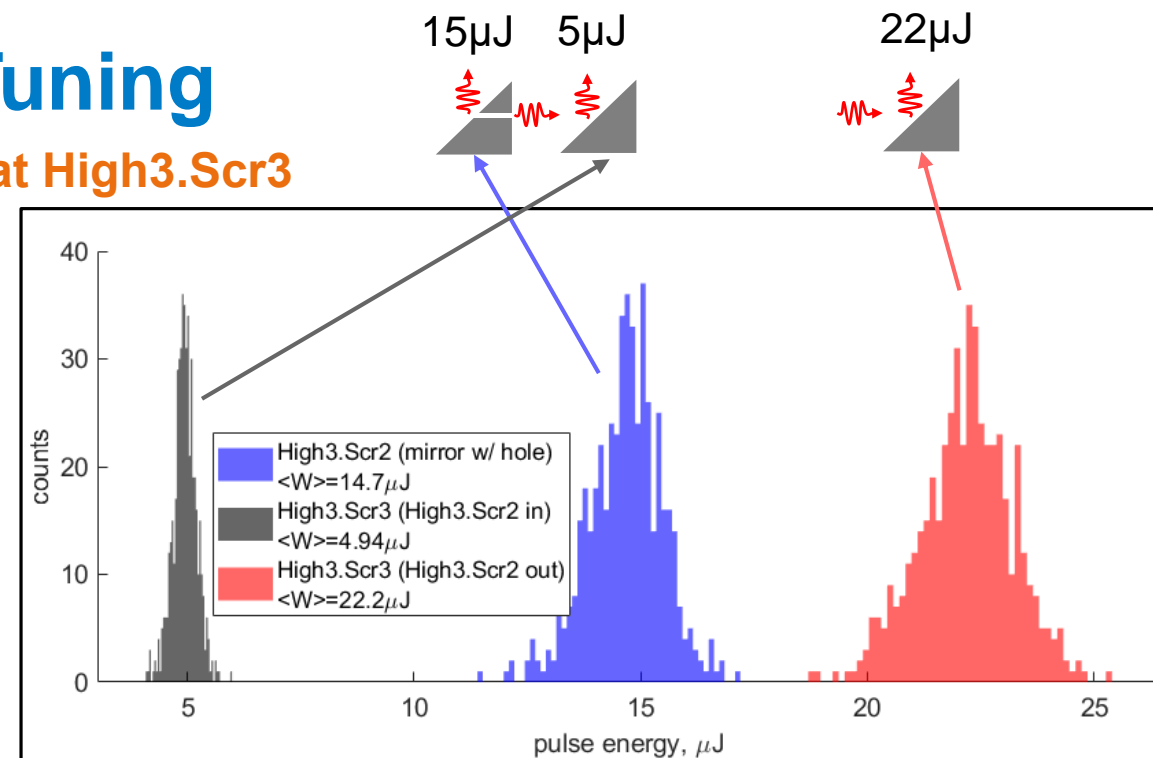 15μJ 5μJ 22μJ
uning
at High3.Scr3
40
30
20
10
0
counts
High3.Scr2 (mirror w/ hole)
<W>=14.7μJ
High3.Scr3 (High3.Scr2 in)
<W>=4.94μJ
High3.Scr3 (High3.Scr2 out)
<W>=22.2μJ
5 10 15 20 25
pulse energy, μJ